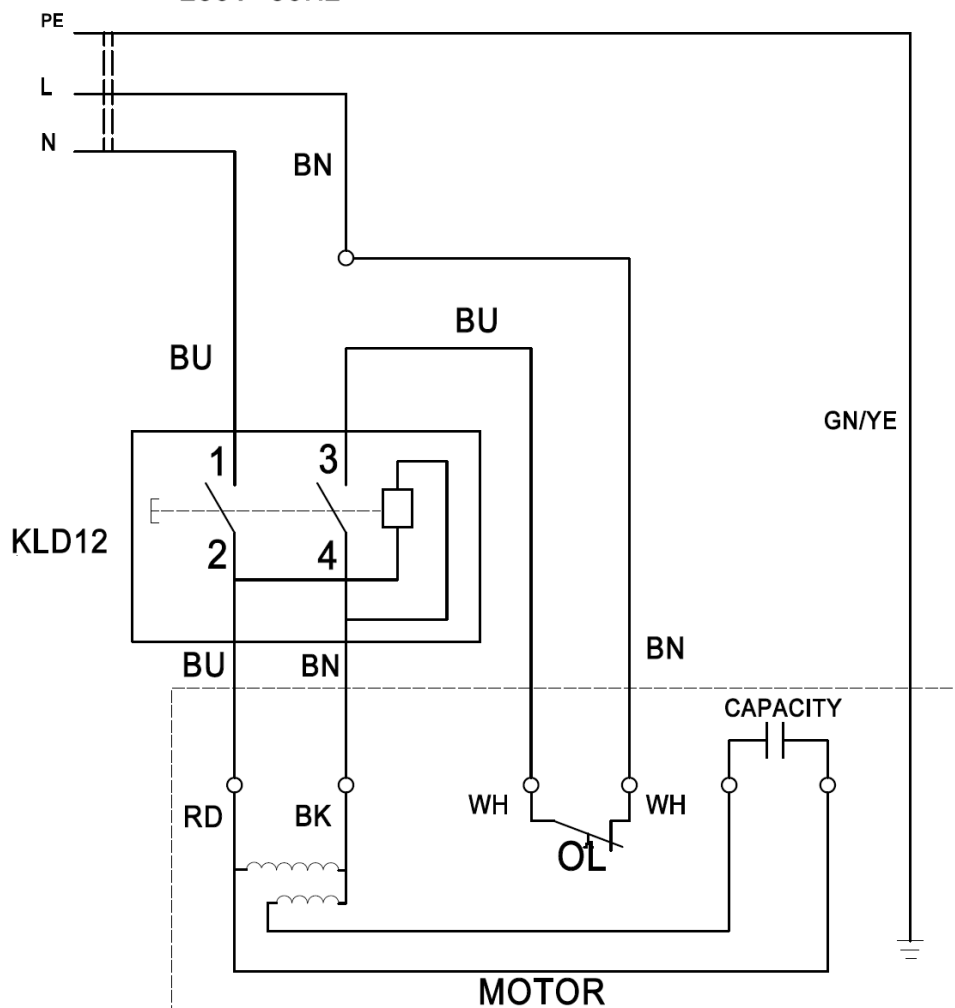 PE
L
N
BN
BU
BU
GN/YE
1
3
KLD12
2
4
BU
BN
BN
CAPACITY
RD
BK
WH
WH
OL
MOTOR